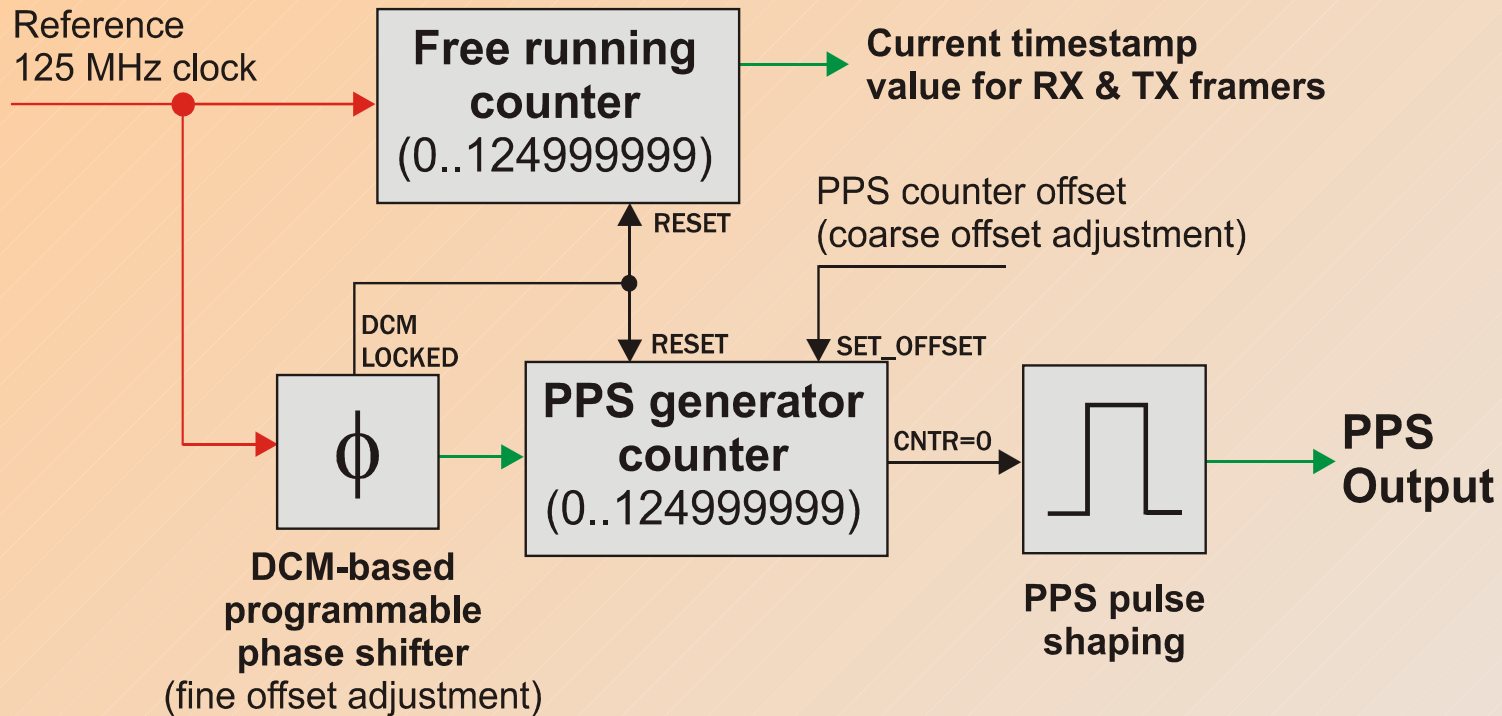 Reference
125 MHz clock
Free running
counter
(0..124999999)
Current timestamp
value for RX & TX framers
RESET
PPS counter offset
(coarse offset adjustment)
DCM
LOCKED
RESET
SET_OFFSET
ϕ
PPS generator
counter
(0..124999999)
CNTR=0
PPS
Output
DCM-based
programmable
phase shifter
(fine offset adjustment)
PPS pulse
shaping